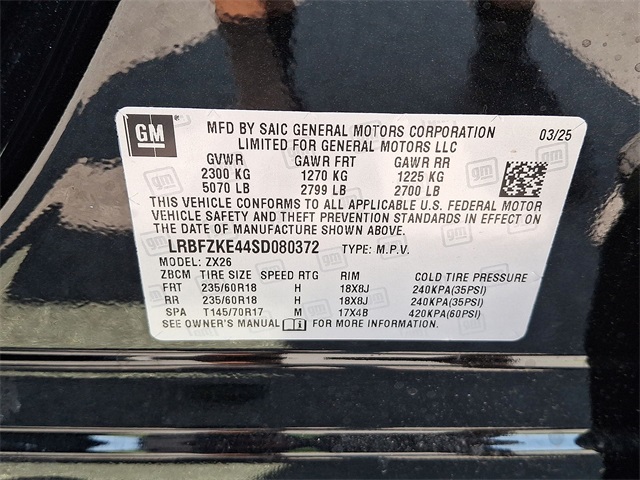 GM
MFD BY SAIC GENERAL MOTORS CORPORATION 03/25
LIMITED FOR GENERAL MOTORS LLC
GVWR GAWR FRT GAWR RR
2300 KG 1270 KG 1225 KG
5070 LB 2799 LB 2700 LB
THIS VEHICLE CONFORMS TO ALL APPLICABLE U.S. FEDERAL MOTOR
VEHICLE SAFETY AND THEFT PREVENTION STANDARDS IN EFFECT ON
THE DATE OF MANUFACTURE SHOWN ABOVE.
LRBFZKE44SD080372 TYPE: M.P.V.
MODEL: ZX26
ZBCM TIRE SIZE SPEED RTG RIM COLD TIRE PRESSURE
FRT 235/60R18 H 18X8J 240KPA(35PSI)
RR 235/60R18 H 18X8J 240KPA(35PSI)
SPA T145/70R17 M 17X4B 420KPA(60PSI)
SEE OWNER'S MANUAL FOR MORE INFORMATION.